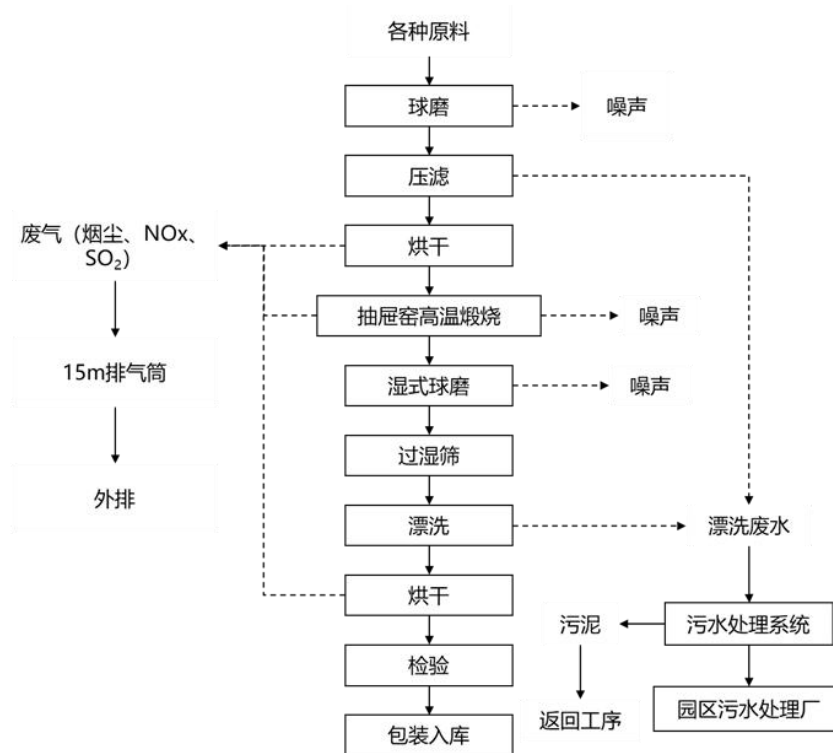 各种原料
球磨
噪声
压滤
废气（烟尘、NOx、
SO₂）
烘干
抽屉窑高温煅烧
噪声
15m排气筒
湿式球磨
噪声
过湿筛
外排
漂洗
漂洗废水
烘干
污泥
污水处理系统
检验
返回工序
园区污水处理厂
包装入库